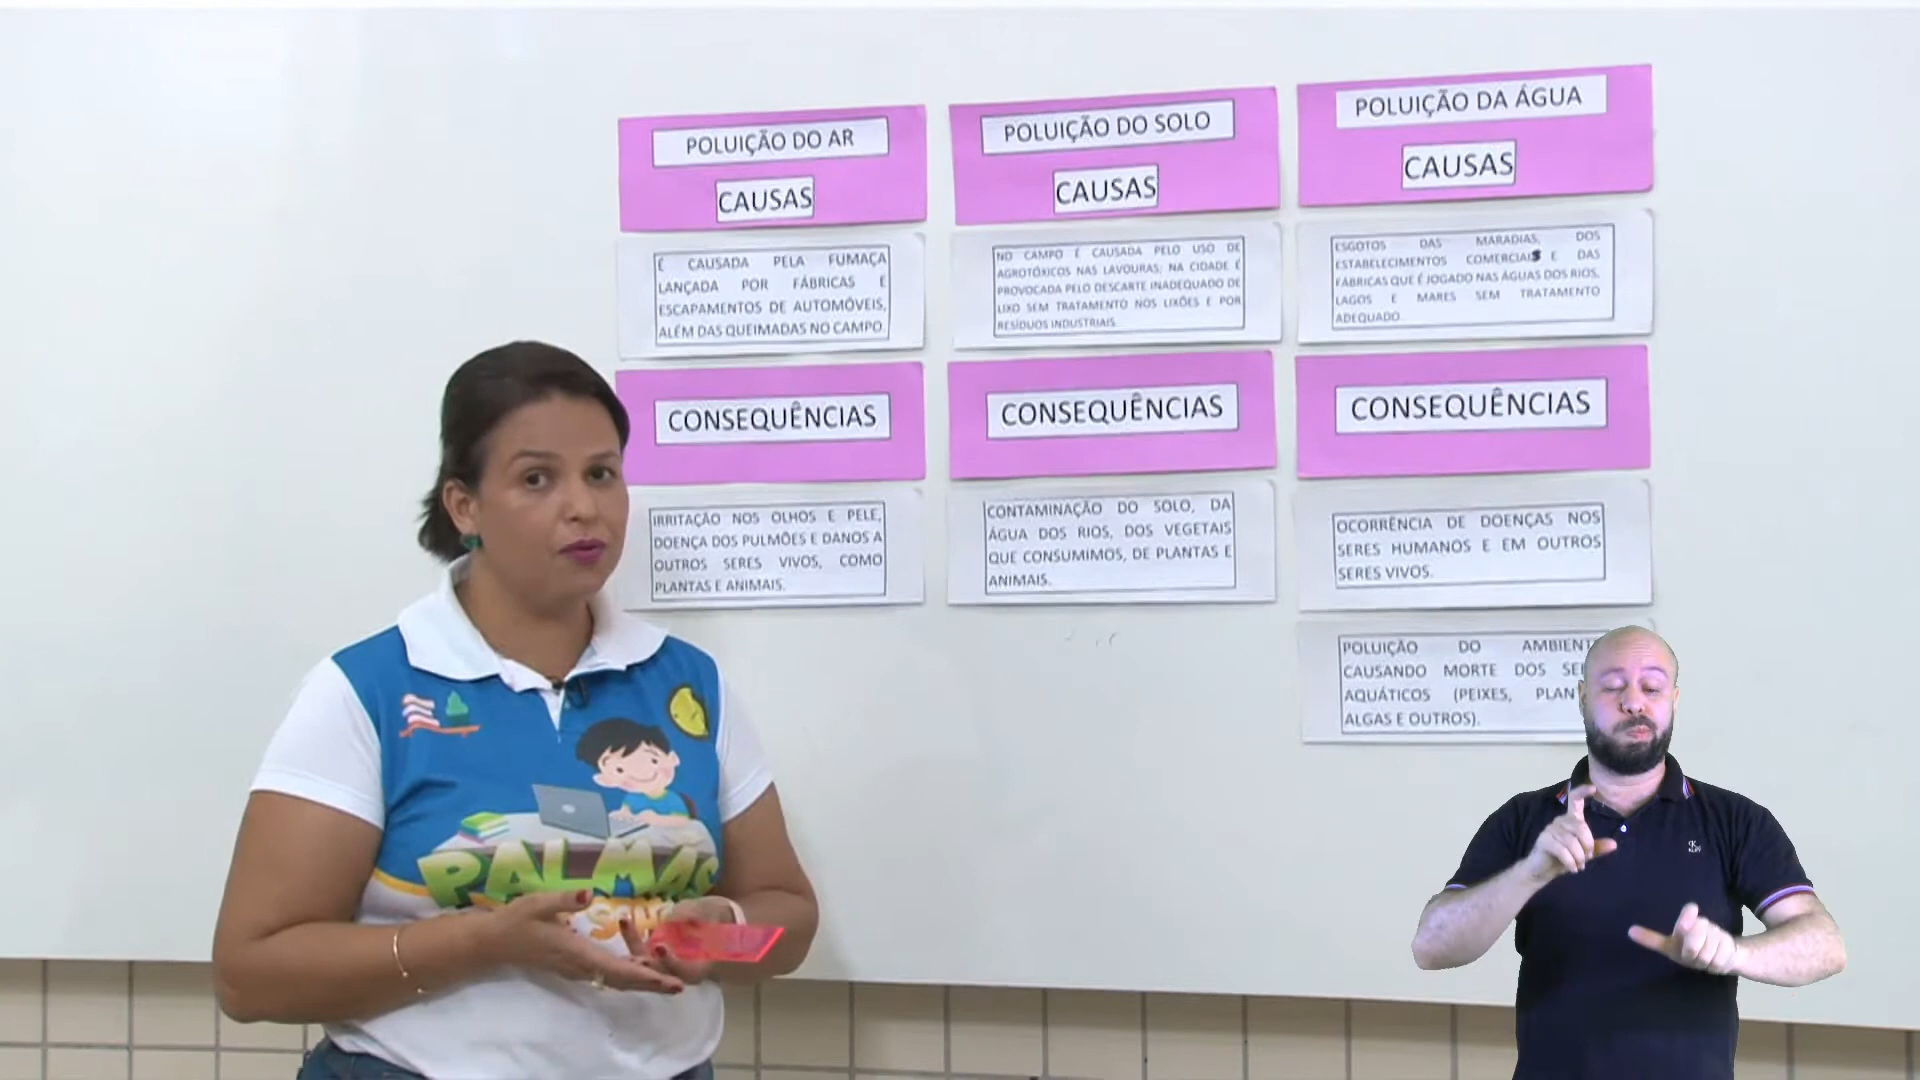 POLUIÇÃO DO AR
CAUSAS
É CAUSADA PELA FUMAÇA
LANÇADA POR FÁBRICAS E
ESCAPAMENTOS DE AUTOMÓVEIS,
ALÉM DAS QUEIMADAS NO CAMPO.
CONSEQUÊNCIAS
IRRITAÇÃO NOS OLHOS E PELE,
DOENÇA DOS PULMÕES E DANOS A
OUTROS SERES VIVOS, COMO
PLANTAS E ANIMAIS.
POLUIÇÃO DO SOLO
CAUSAS
NO CAMPO É CAUSADA PELO USO DE
AGROTÓXICOS NAS LAVOURAS; NA CIDADE É
PROVOCADA PELO DESCARTE INADEQUADO DE
LIXO SEM TRATAMENTO NOS LIXÕES E POR
RESÍDUOS INDUSTRIAIS.
CONSEQUÊNCIAS
CONTAMINAÇÃO DO SOLO, DA
ÁGUA DOS RIOS, DOS VEGETAIS
QUE CONSUMIMOS, DE PLANTAS E
ANIMAIS.
POLUIÇÃO DA ÁGUA
CAUSAS
ESGOTOS DAS MARADIAS, DOS
ESTABELECIMENTOS COMERCIAIS E DAS
FÁBRICAS QUE É JOGADO NAS ÁGUAS DOS RIOS,
LAGOS E MARES SEM TRATAMENTO
ADEQUADO.
CONSEQUÊNCIAS
OCORRÊNCIA DE DOENÇAS NOS
SERES HUMANOS E EM OUTROS
SERES VIVOS.
POLUIÇÃO DO AMBIENT
CAUSANDO MORTE DOS SE
AQUÁTICOS (PEIXES, PLAN
ALGAS E OUTROS).
PALMAS